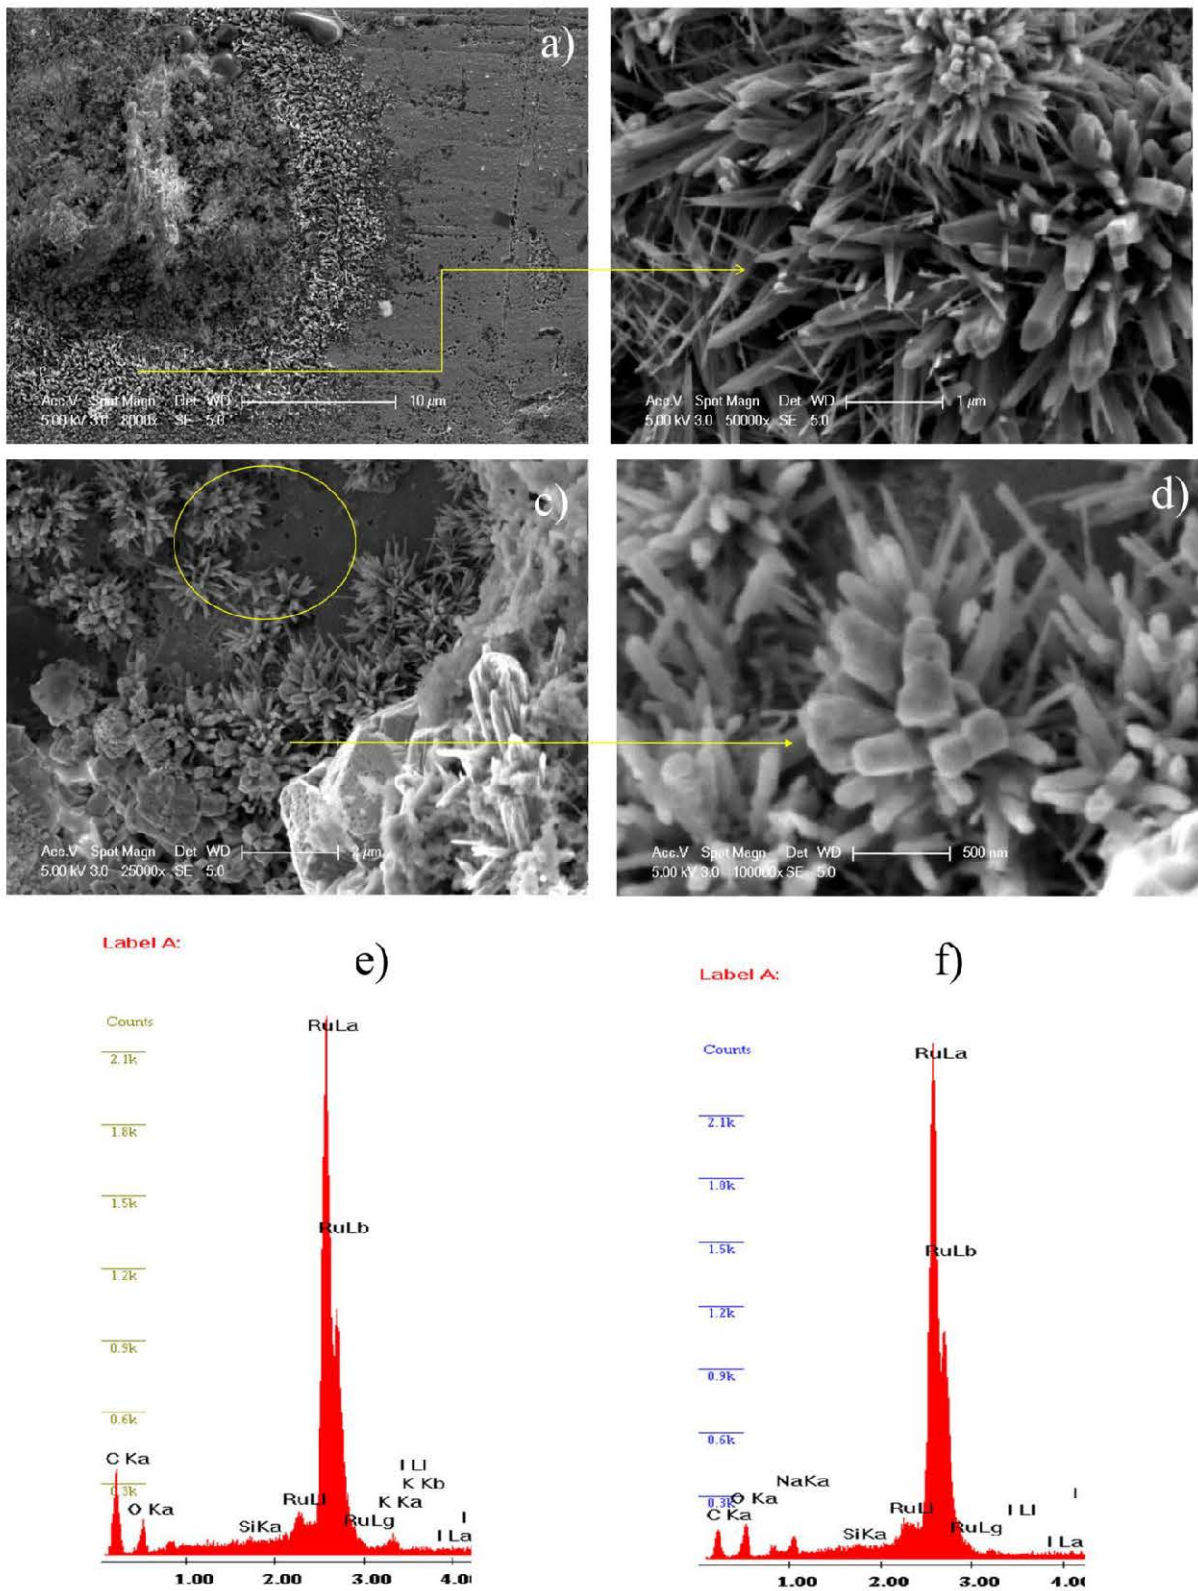 a)
Acc.V Spot Magn Det WD 10 μm
5.00 kV 3.0 8000x SE 5.0
Acc.V Spot Magn Det WD 1 μm
5.00 kV 3.0 50000x SE 5.0
c)
Acc.V Spot Magn Det WD 2 μm
5.00 kV 3.0 25000x SE 5.0
d)
Acc.V Spot Magn Det WD 500 nm
5.00 kV 3.0 100000x SE 5.0
Label A:
e)
Counts
2.1k
1.8k
1.5k
1.2k
0.9k
0.6k
0.3k
RuLa
RuLb
C Ka
O Ka
SiKa
RuLl
RuLg
K Ka
K Kb
I Ll
I
I La
1.00 2.00 3.00 4.0
Label A:
f)
Counts
2.1k
1.8k
1.5k
1.2k
0.9k
0.6k
0.3k
RuLa
RuLb
O Ka
C Ka
NaKa
SiKa
RuLl
RuLg
I Ll
I
I La
1.00 2.00 3.00 4.00